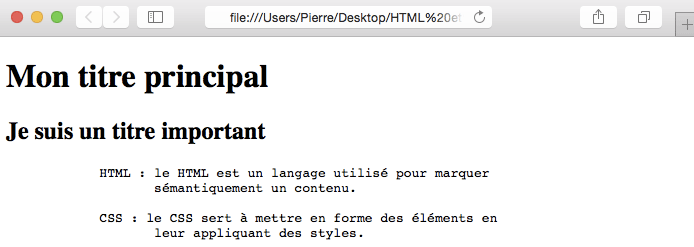 file:///Users/Pierre/Desktop/HTML%20et
Mon titre principal
Je suis un titre important
HTML : le HTML est un langage utilisé pour marquer
sémantiquement un contenu.
CSS : le CSS sert à mettre en forme des éléments en
leur appliquant des styles.